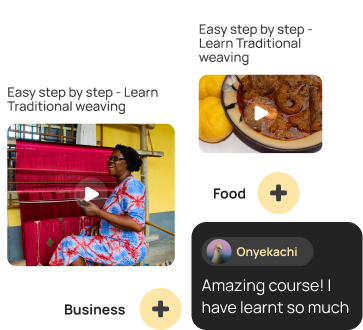 Easy step by step -
Learn Traditional
weaving
Easy step by step - Learn
Traditional weaving
Food
Onyekachi
Amazing course! I
have learnt so much
Business